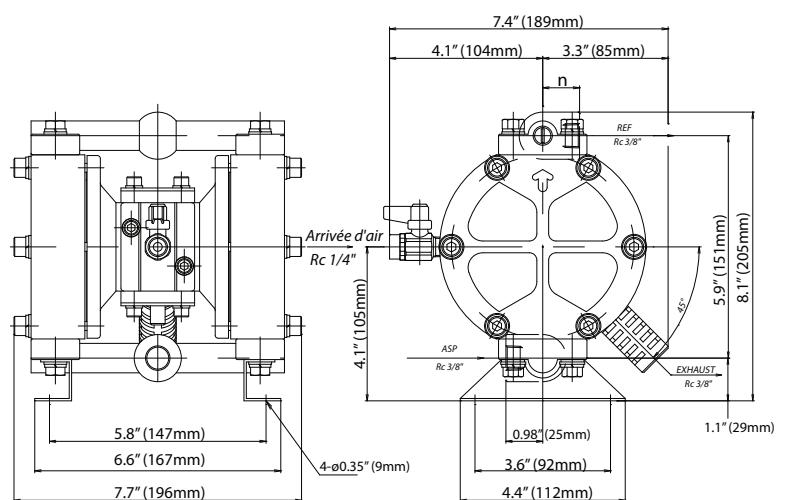 7.4” (189mm)
4.1” (104mm)
3.3” (85mm)
n
REF
Rc 3/8"
Arrivée d'air
Rc 1/4"
4.1” (105mm)
45°
5.9” (151mm)
8.1” (205mm)
ASP
Rc 3/8"
EXHAUST
Rc 3/8"
1.1” (29mm)
5.8” (147mm)
0.98” (25mm)
6.6” (167mm)
4-ø0.35” (9mm)
3.6” (92mm)
7.7” (196mm)
4.4” (112mm)